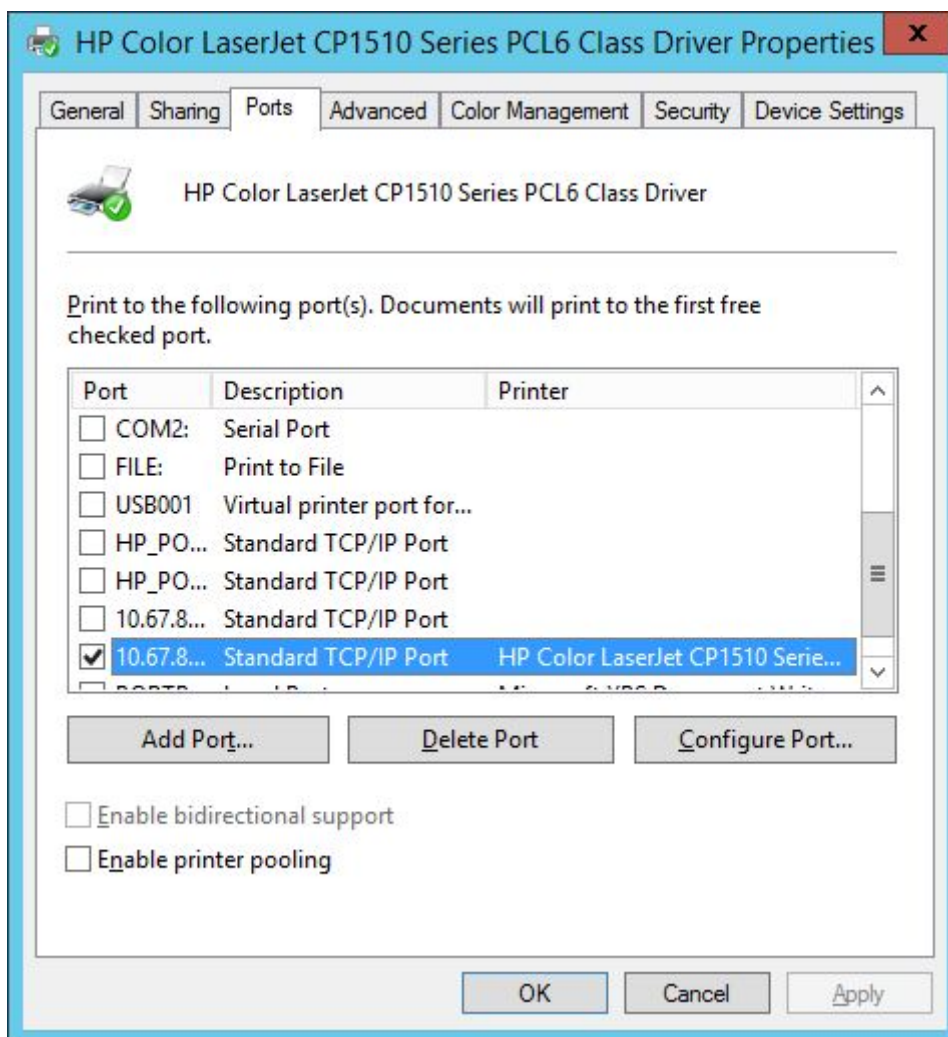 HP Color LaserJet CP1510 Series PCL6 Class Driver Properties
x
General Sharing Ports Advanced Color Management Security Device Settings
HP Color LaserJet CP1510 Series PCL6 Class Driver
Print to the following port(s). Documents will print to the first free
checked port.
Port Description Printer
COM2: Serial Port
FILE: Print to File
USB001 Virtual printer port for...
HP_PO... Standard TCP/IP Port
HP_PO... Standard TCP/IP Port
10.67.8... Standard TCP/IP Port
10.67.8... Standard TCP/IP Port HP Color LaserJet CP1510 Serie...
Add Port... Delete Port Configure Port...
Enable bidirectional support
Enable printer pooling
OK Cancel Apply